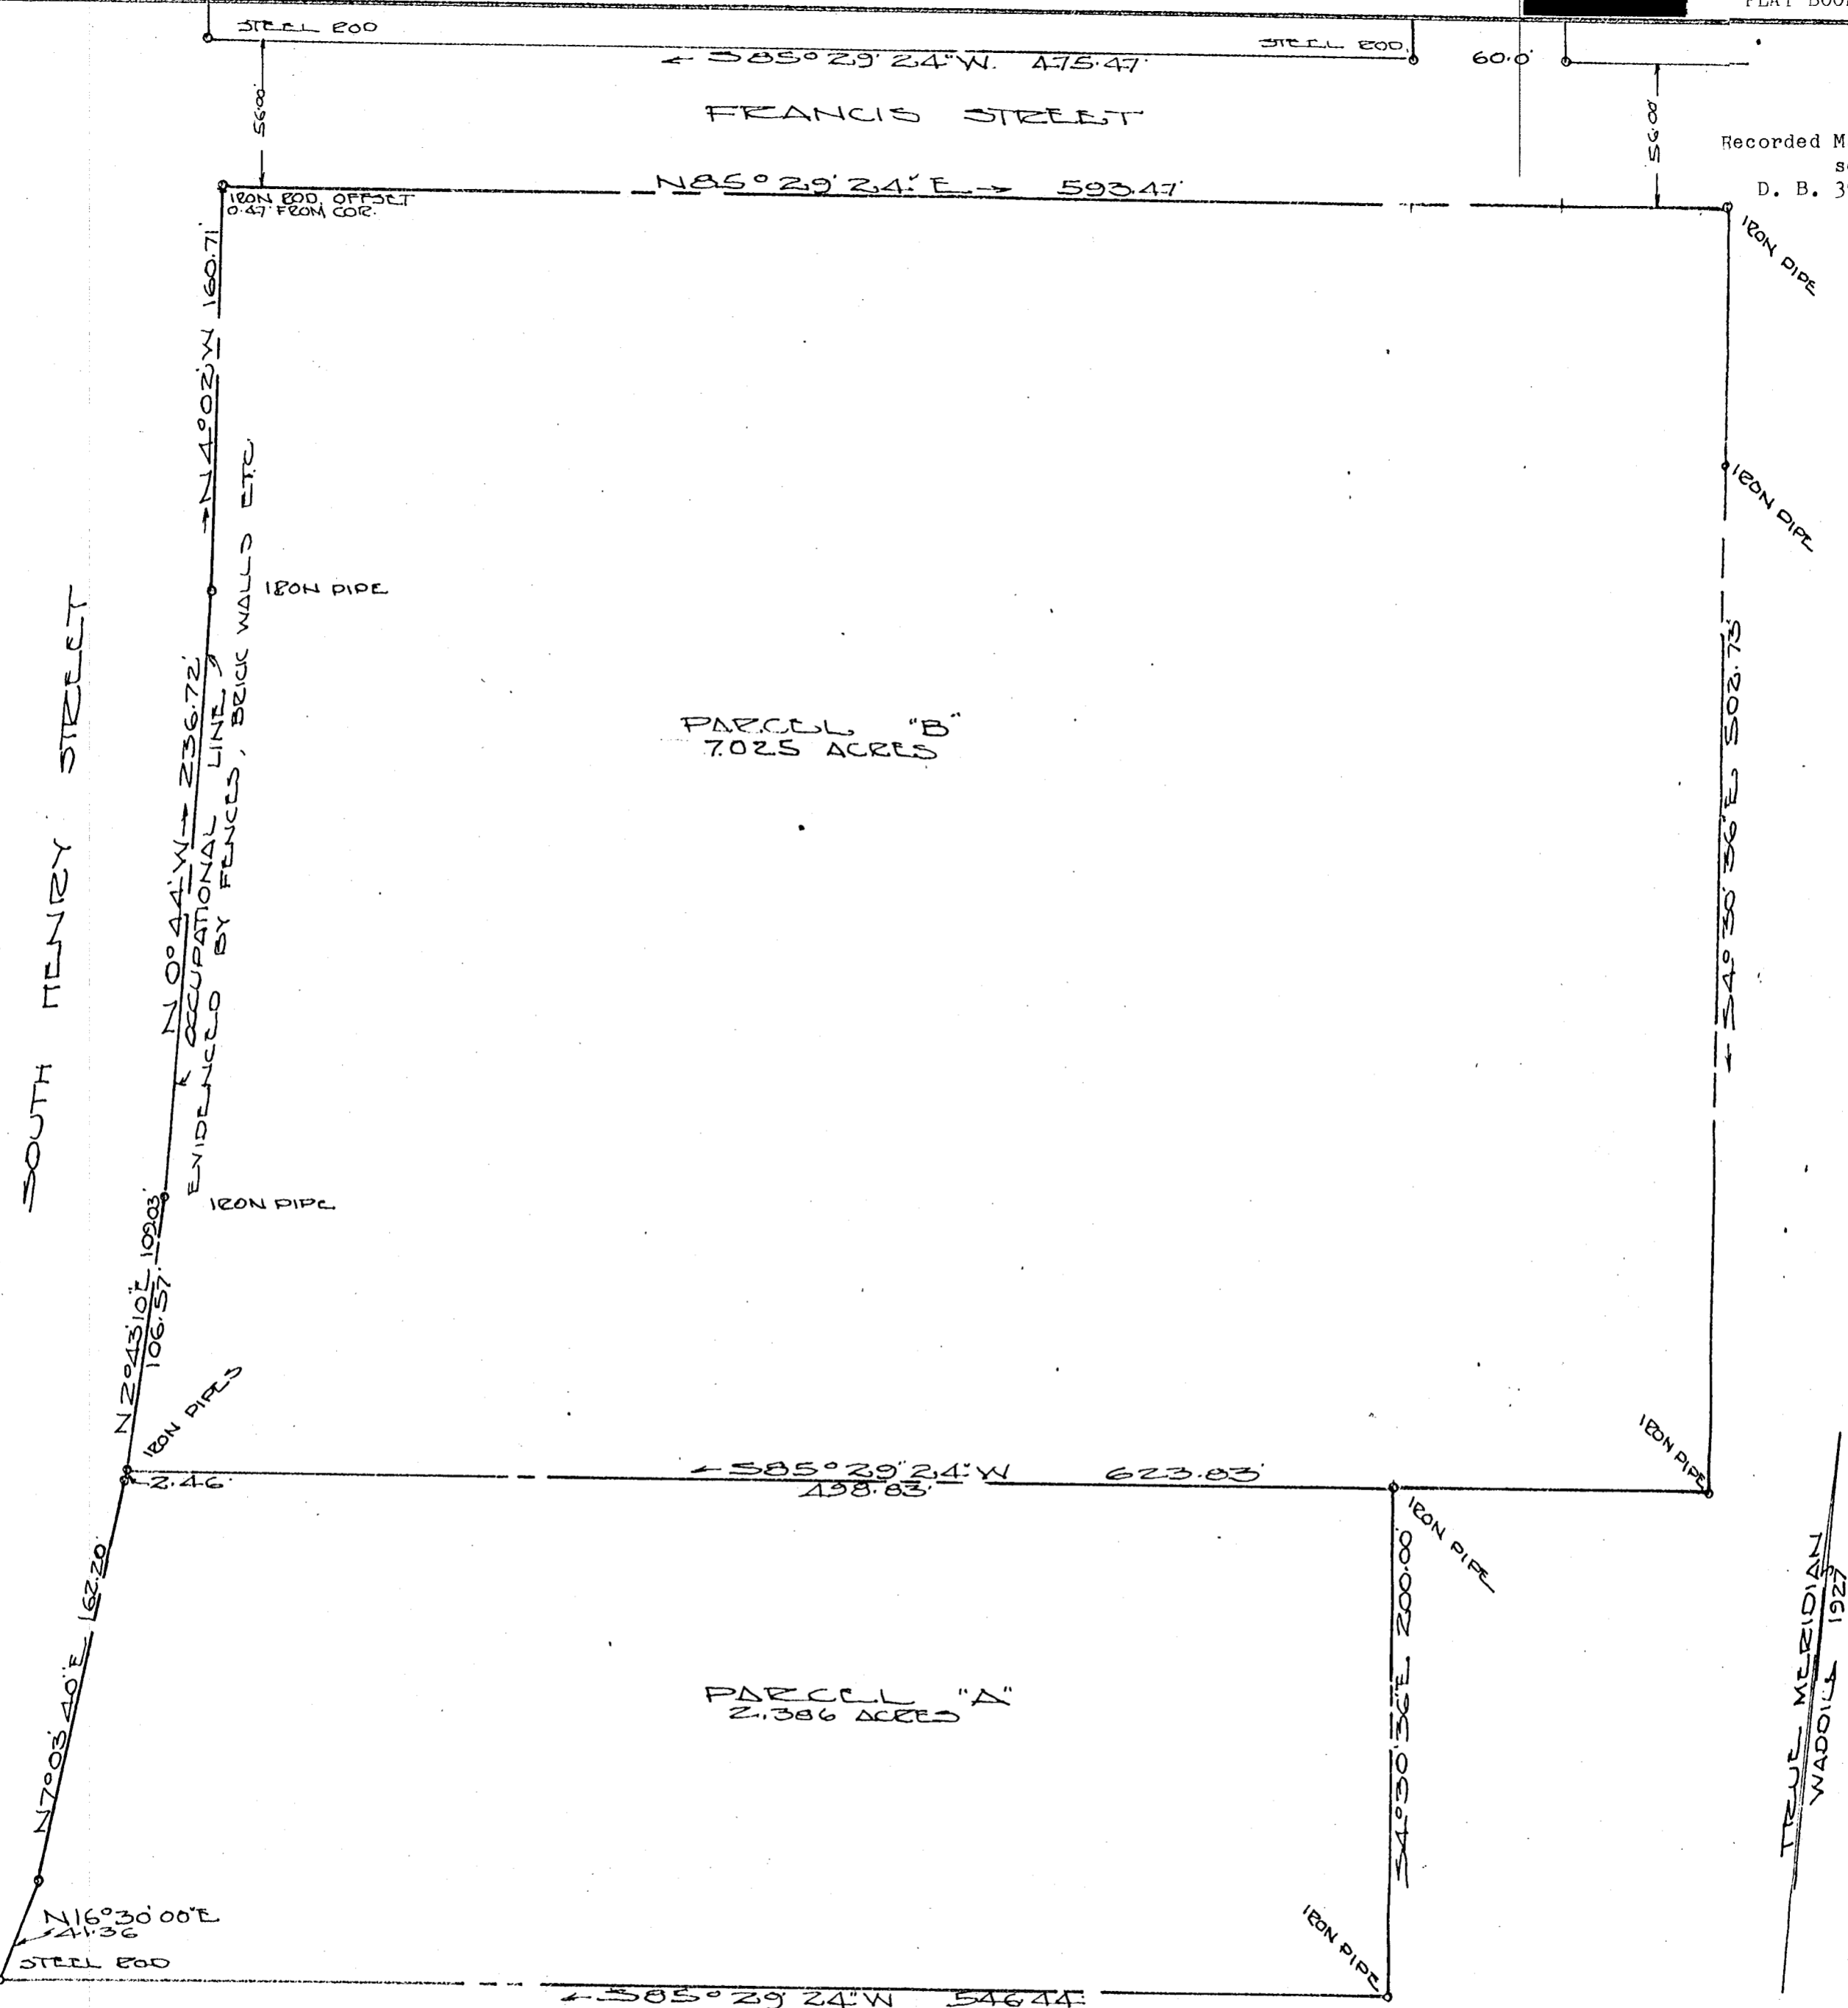 STEEL ROD
STEEL ROD
← S85°29'24"W. 475.47'
60.0'
FRANCIS STREET
56.00'
56.00'
Recorded
D. B.
N85°29'24" E → 593.47'
IRON ROD, OFFSET
0.47' FROM COR.
IRON PIPE
→ N4°02' W 160.71'
IRON PIPE
IRON PIPE
SOUTH HENRY STREET
N 0°44' W → 236.72'
OCCUPATIONAL LINE
EVIDENCED BY FENCES, BRICK WALLS ETC.
PARCEL "B"
7.025 ACRES
← S4°30'36"E 502.73'
IRON PIPE
N2°43'10"E 109.03'
106.57'
IRON PIPES
2.46'
← S85°29'24" W 623.83'
498.83'
IRON PIPE
IRON PIPE
N7°03'40"E 162.20'
S4°30'36"E 200.00'
PARCEL "A"
2.386 ACRES
TRUE MERIDIAN
WADDILL 1927
N16°30'00"E
41.36
STEEL ROD
IRON PIPE
← S85°29'24"W 546.44'